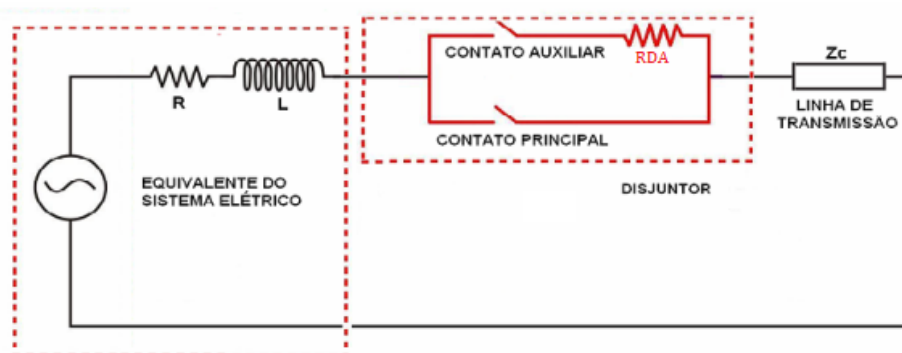 CONTATO AUXILIAR
RDA
Zc
R
L
LINHA DE
TRANSMISSÃO
CONTATO PRINCIPAL
EQUIVALENTE DO
SISTEMA ELÉTRICO
DISJUNTOR